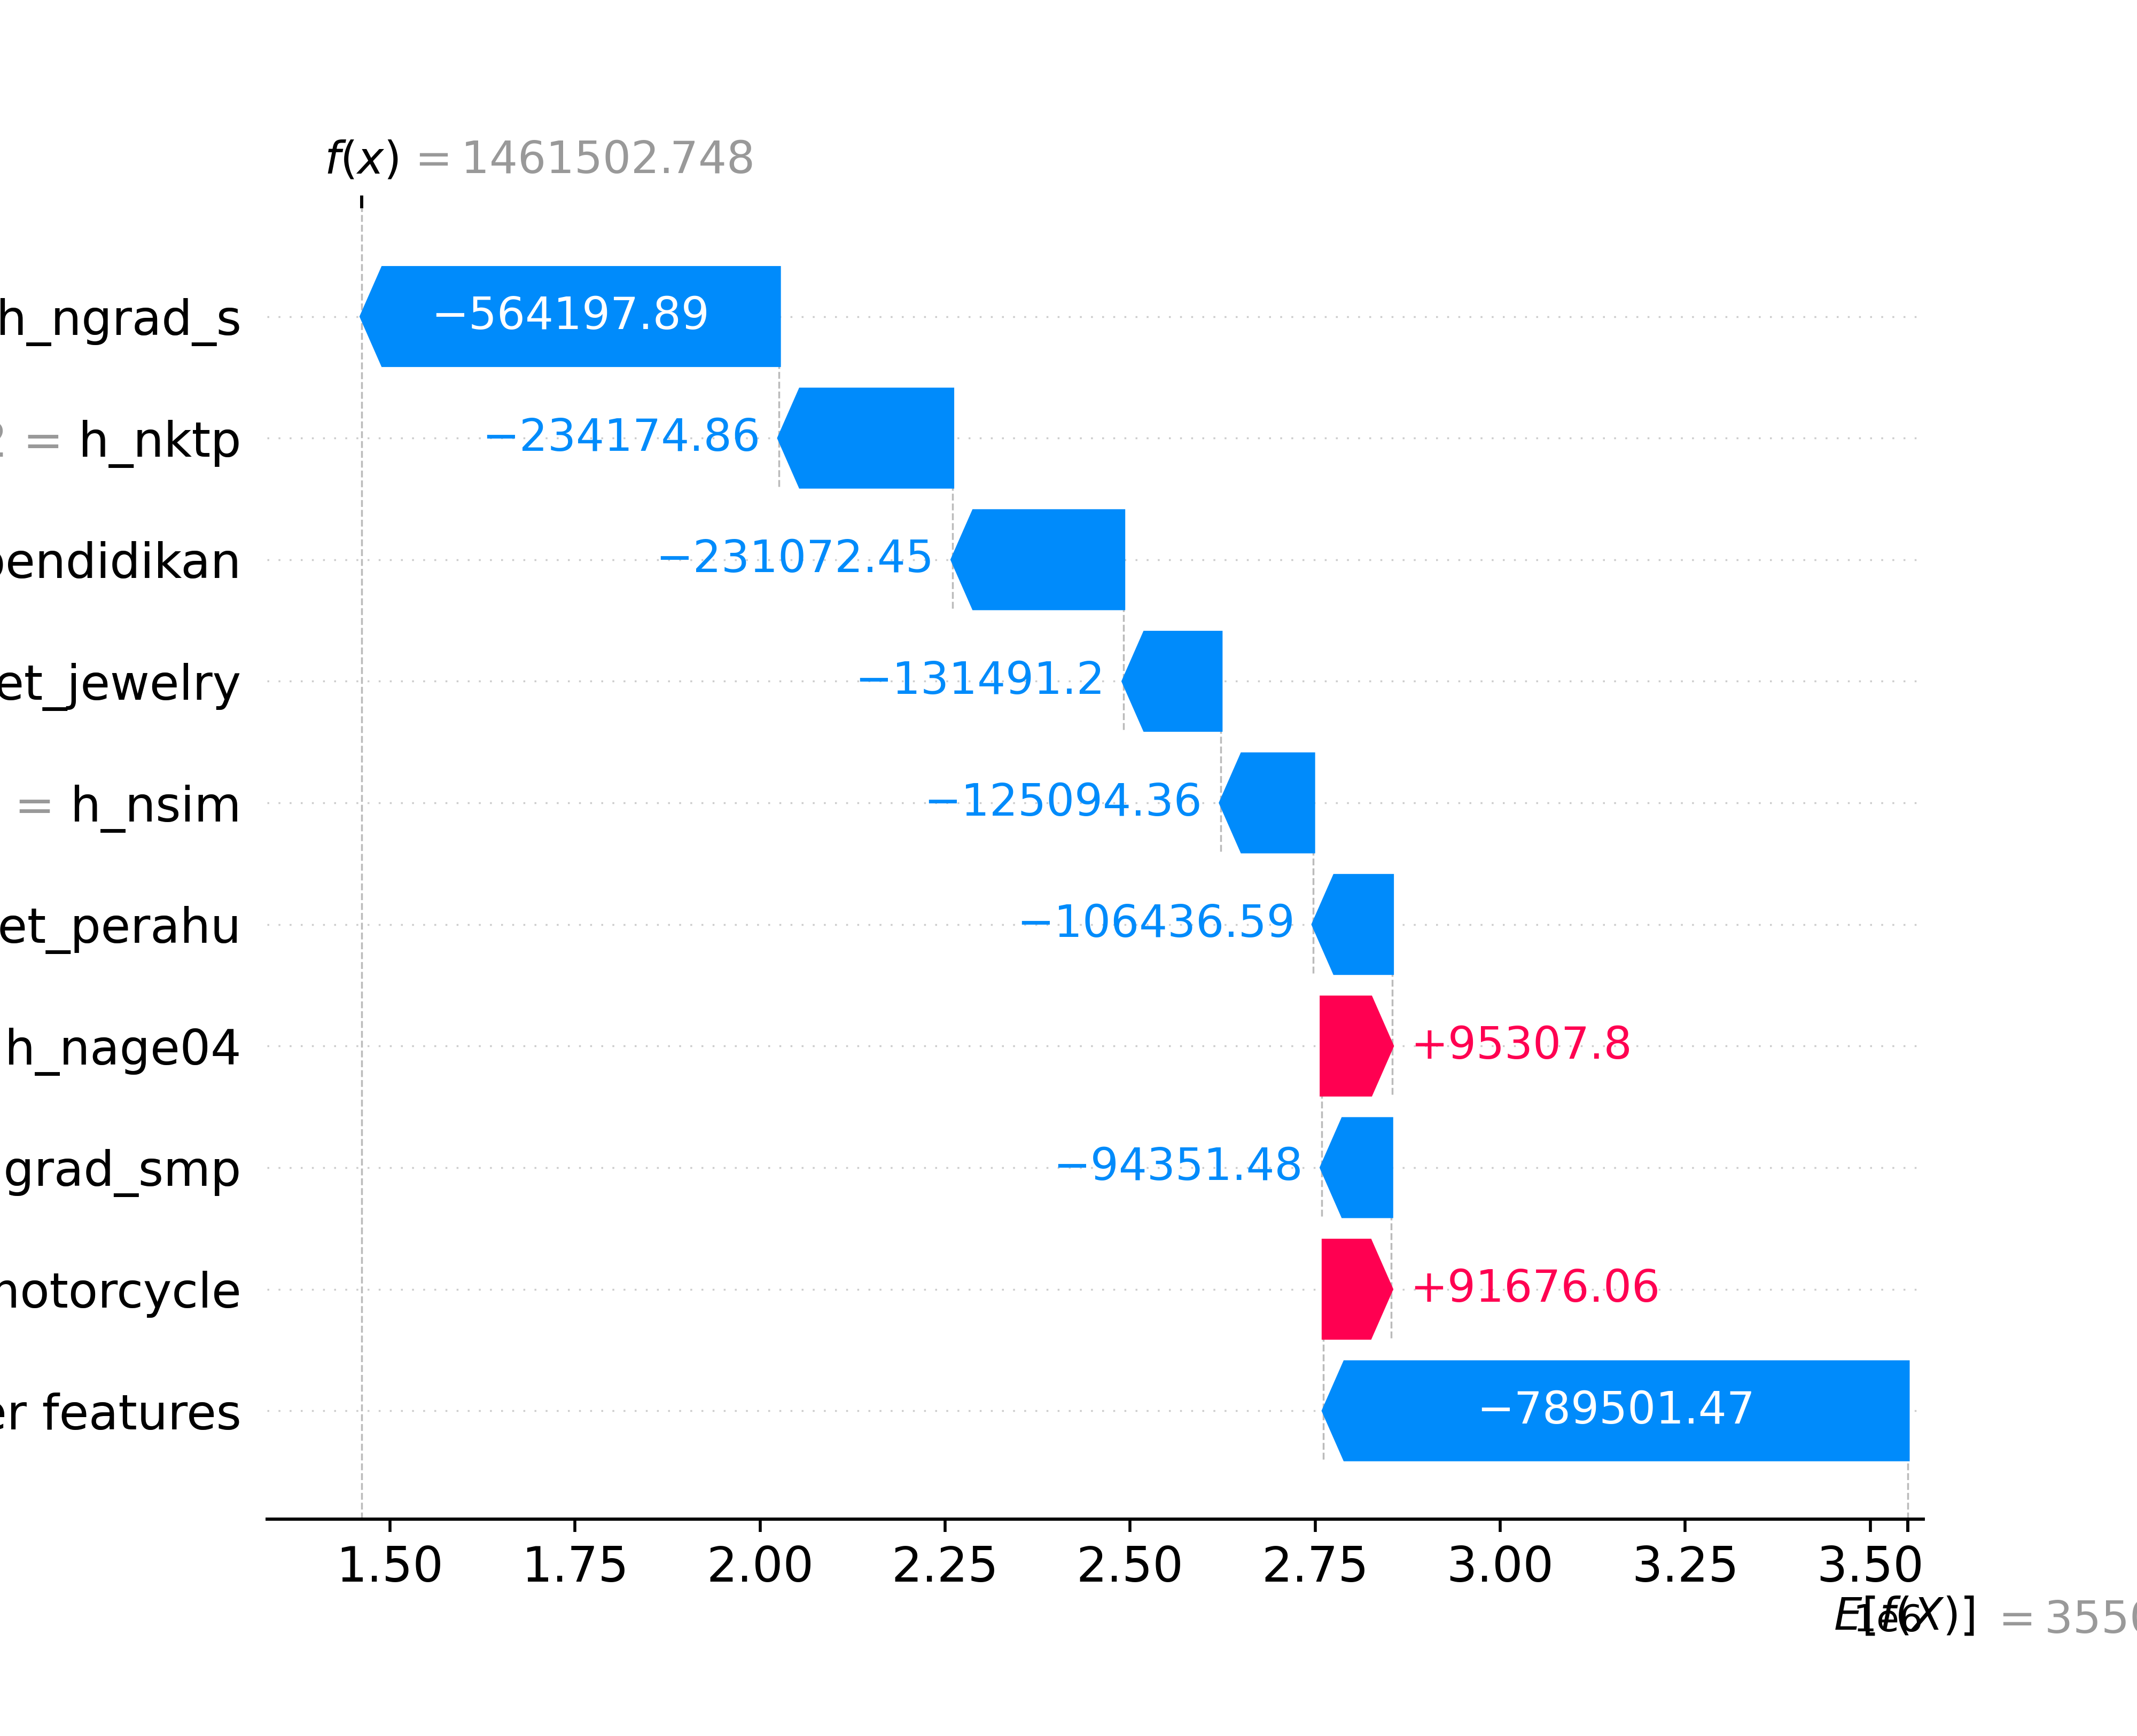 f(x) = 1461502.748
h_ngrad_s −564197.89
= h_nktp −234174.86
pendidikan −231072.45
et_jewelry −131491.2
= h_nsim −125094.36
et_perahu −106436.59
h_nage04 +95307.8
grad_smp −94351.48
motorcycle +91676.06
er features −789501.47
1.50 1.75 2.00 2.25 2.50 2.75 3.00 3.25 3.50
1e6
E[f(X)] = 3550